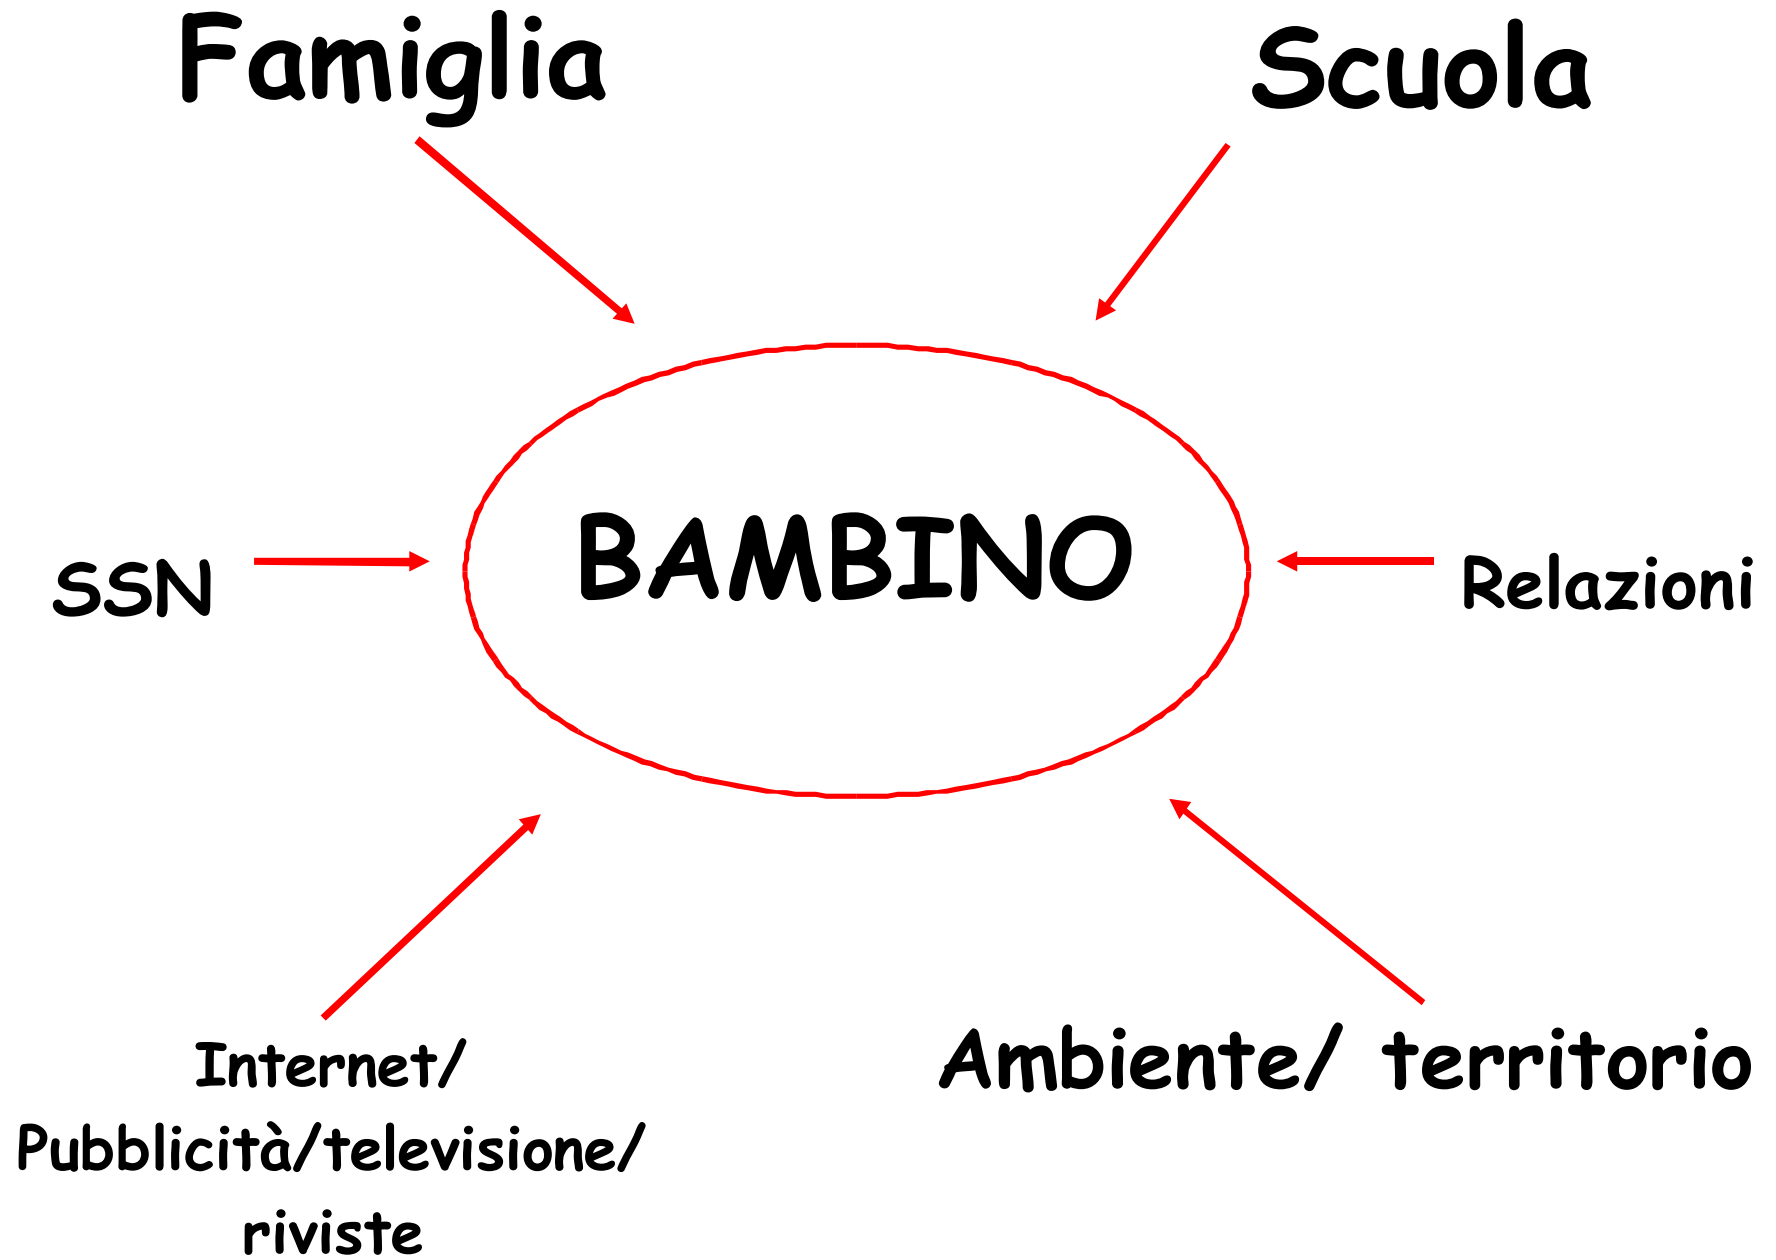 Famiglia
Scuola
BAMBINO
SSN
Relazioni
Internet/
Pubblicità/televisione/
riviste
Ambiente/ territorio